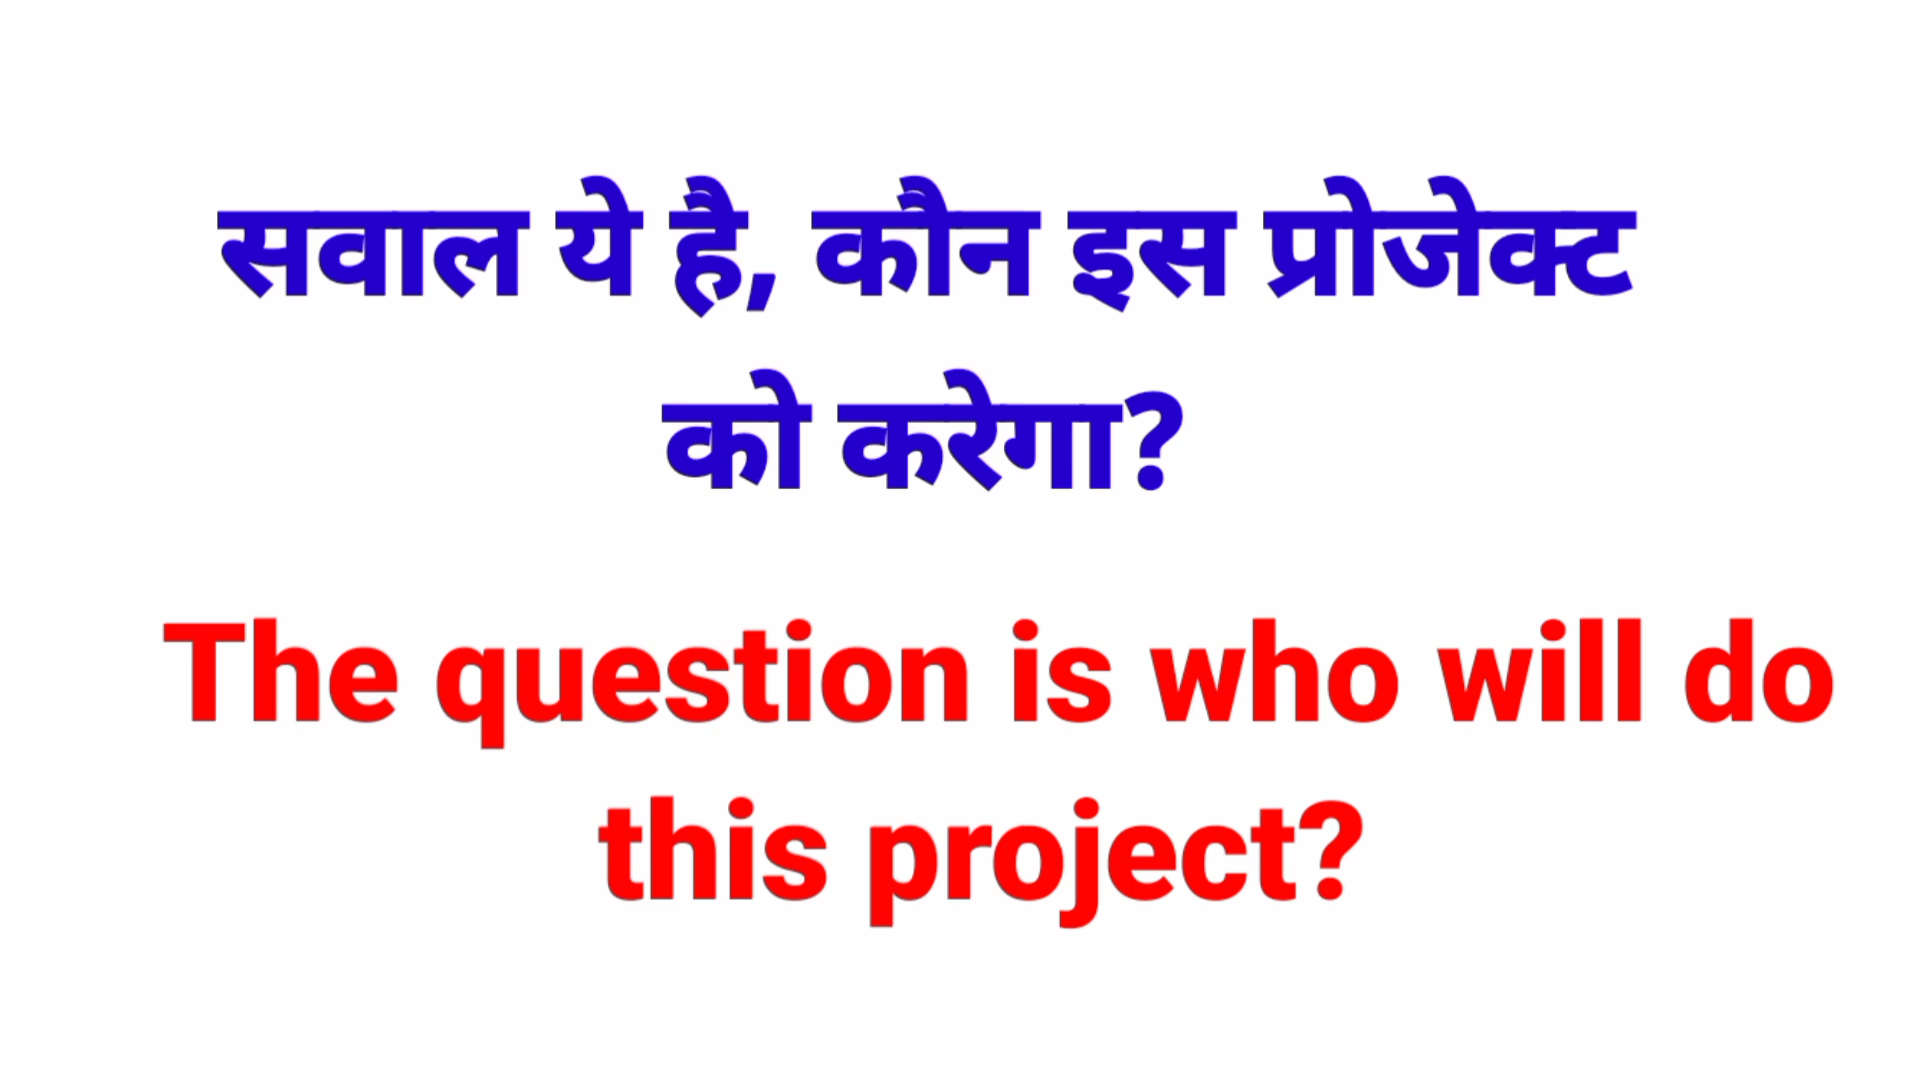 सवाल ये है, कौन इस प्रोजेक्ट
को करेगा?
The question is who will do
this project?